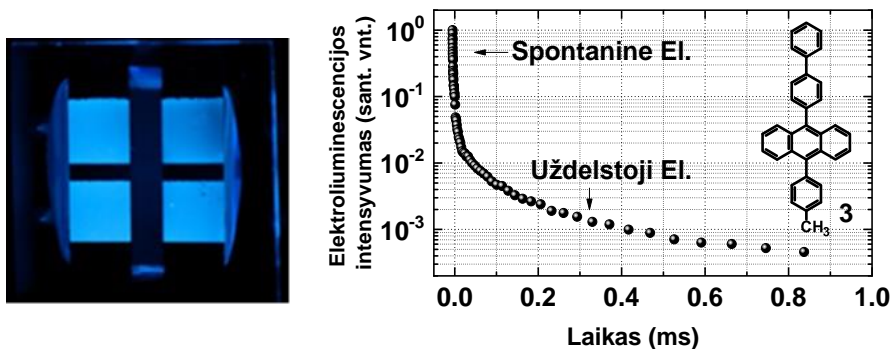 Elektroliuminescencijos
intensyvumas (sant. vnt.)
10⁰
10⁻¹
10⁻²
10⁻³
Spontanine El.
Uždelstoji El.
CH₃
3
0.0 0.2 0.4 0.6 0.8 1.0
Laikas (ms)